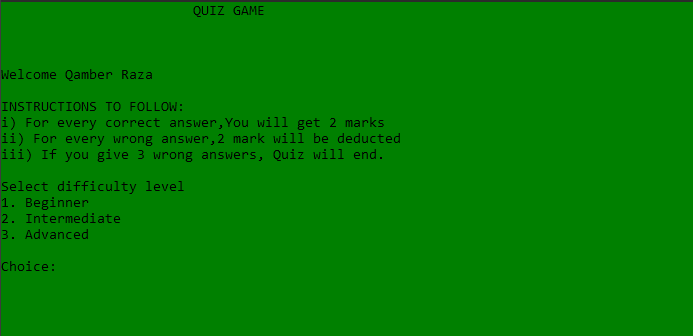 QUIZ GAME
Welcome Qamber Raza
INSTRUCTIONS TO FOLLOW:
i) For every correct answer,You will get 2 marks
ii) For every wrong answer,2 mark will be deducted
iii) If you give 3 wrong answers, Quiz will end.
Select difficulty level
1. Beginner
2. Intermediate
3. Advanced
Choice: